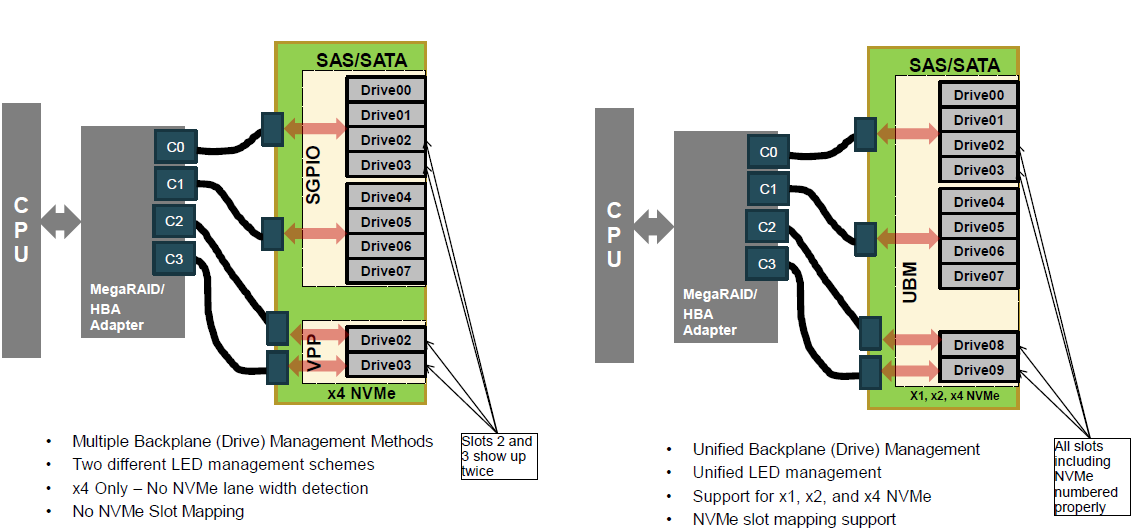 SAS/SATA
Drive00
Drive01
Drive02
Drive03
SGPIO
Drive04
Drive05
Drive06
Drive07
C0
C1
C2
C3
CPU
MegaRAID/
HBA
Adapter
VPP
Drive02
Drive03
x4 NVMe
• Multiple Backplane (Drive) Management Methods
• Two different LED management schemes
• x4 Only – No NVMe lane width detection
• No NVMe Slot Mapping
Slots 2 and
3 show up
twice
SAS/SATA
Drive00
Drive01
Drive02
Drive03
Drive04
Drive05
Drive06
Drive07
C0
C1
C2
C3
CPU
MegaRAID/
HBA
Adapter
UBM
Drive08
Drive09
X1, x2, x4 NVMe
• Unified Backplane (Drive) Management
• Unified LED management
• Support for x1, x2, and x4 NVMe
• NVMe slot mapping support
All slots
including
NVMe
numbered
properly